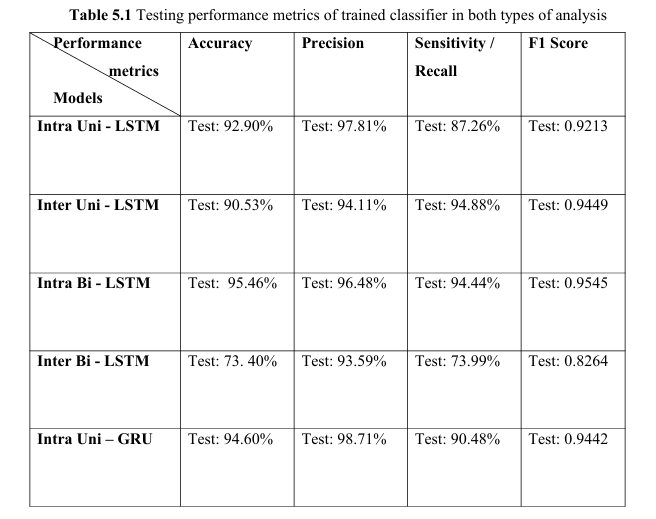 Table 5.1 Testing performance metrics of trained classifier in both types of analysis
Performance metrics Models Accuracy Precision Sensitivity / Recall F1 Score
Intra Uni - LSTM Test: 92.90% Test: 97.81% Test: 87.26% Test: 0.9213
Inter Uni - LSTM Test: 90.53% Test: 94.11% Test: 94.88% Test: 0.9449
Intra Bi - LSTM Test:  95.46% Test: 96.48% Test: 94.44% Test: 0.9545
Inter Bi - LSTM Test: 73. 40% Test: 93.59% Test: 73.99% Test: 0.8264
Intra Uni – GRU Test: 94.60% Test: 98.71% Test: 90.48% Test: 0.9442